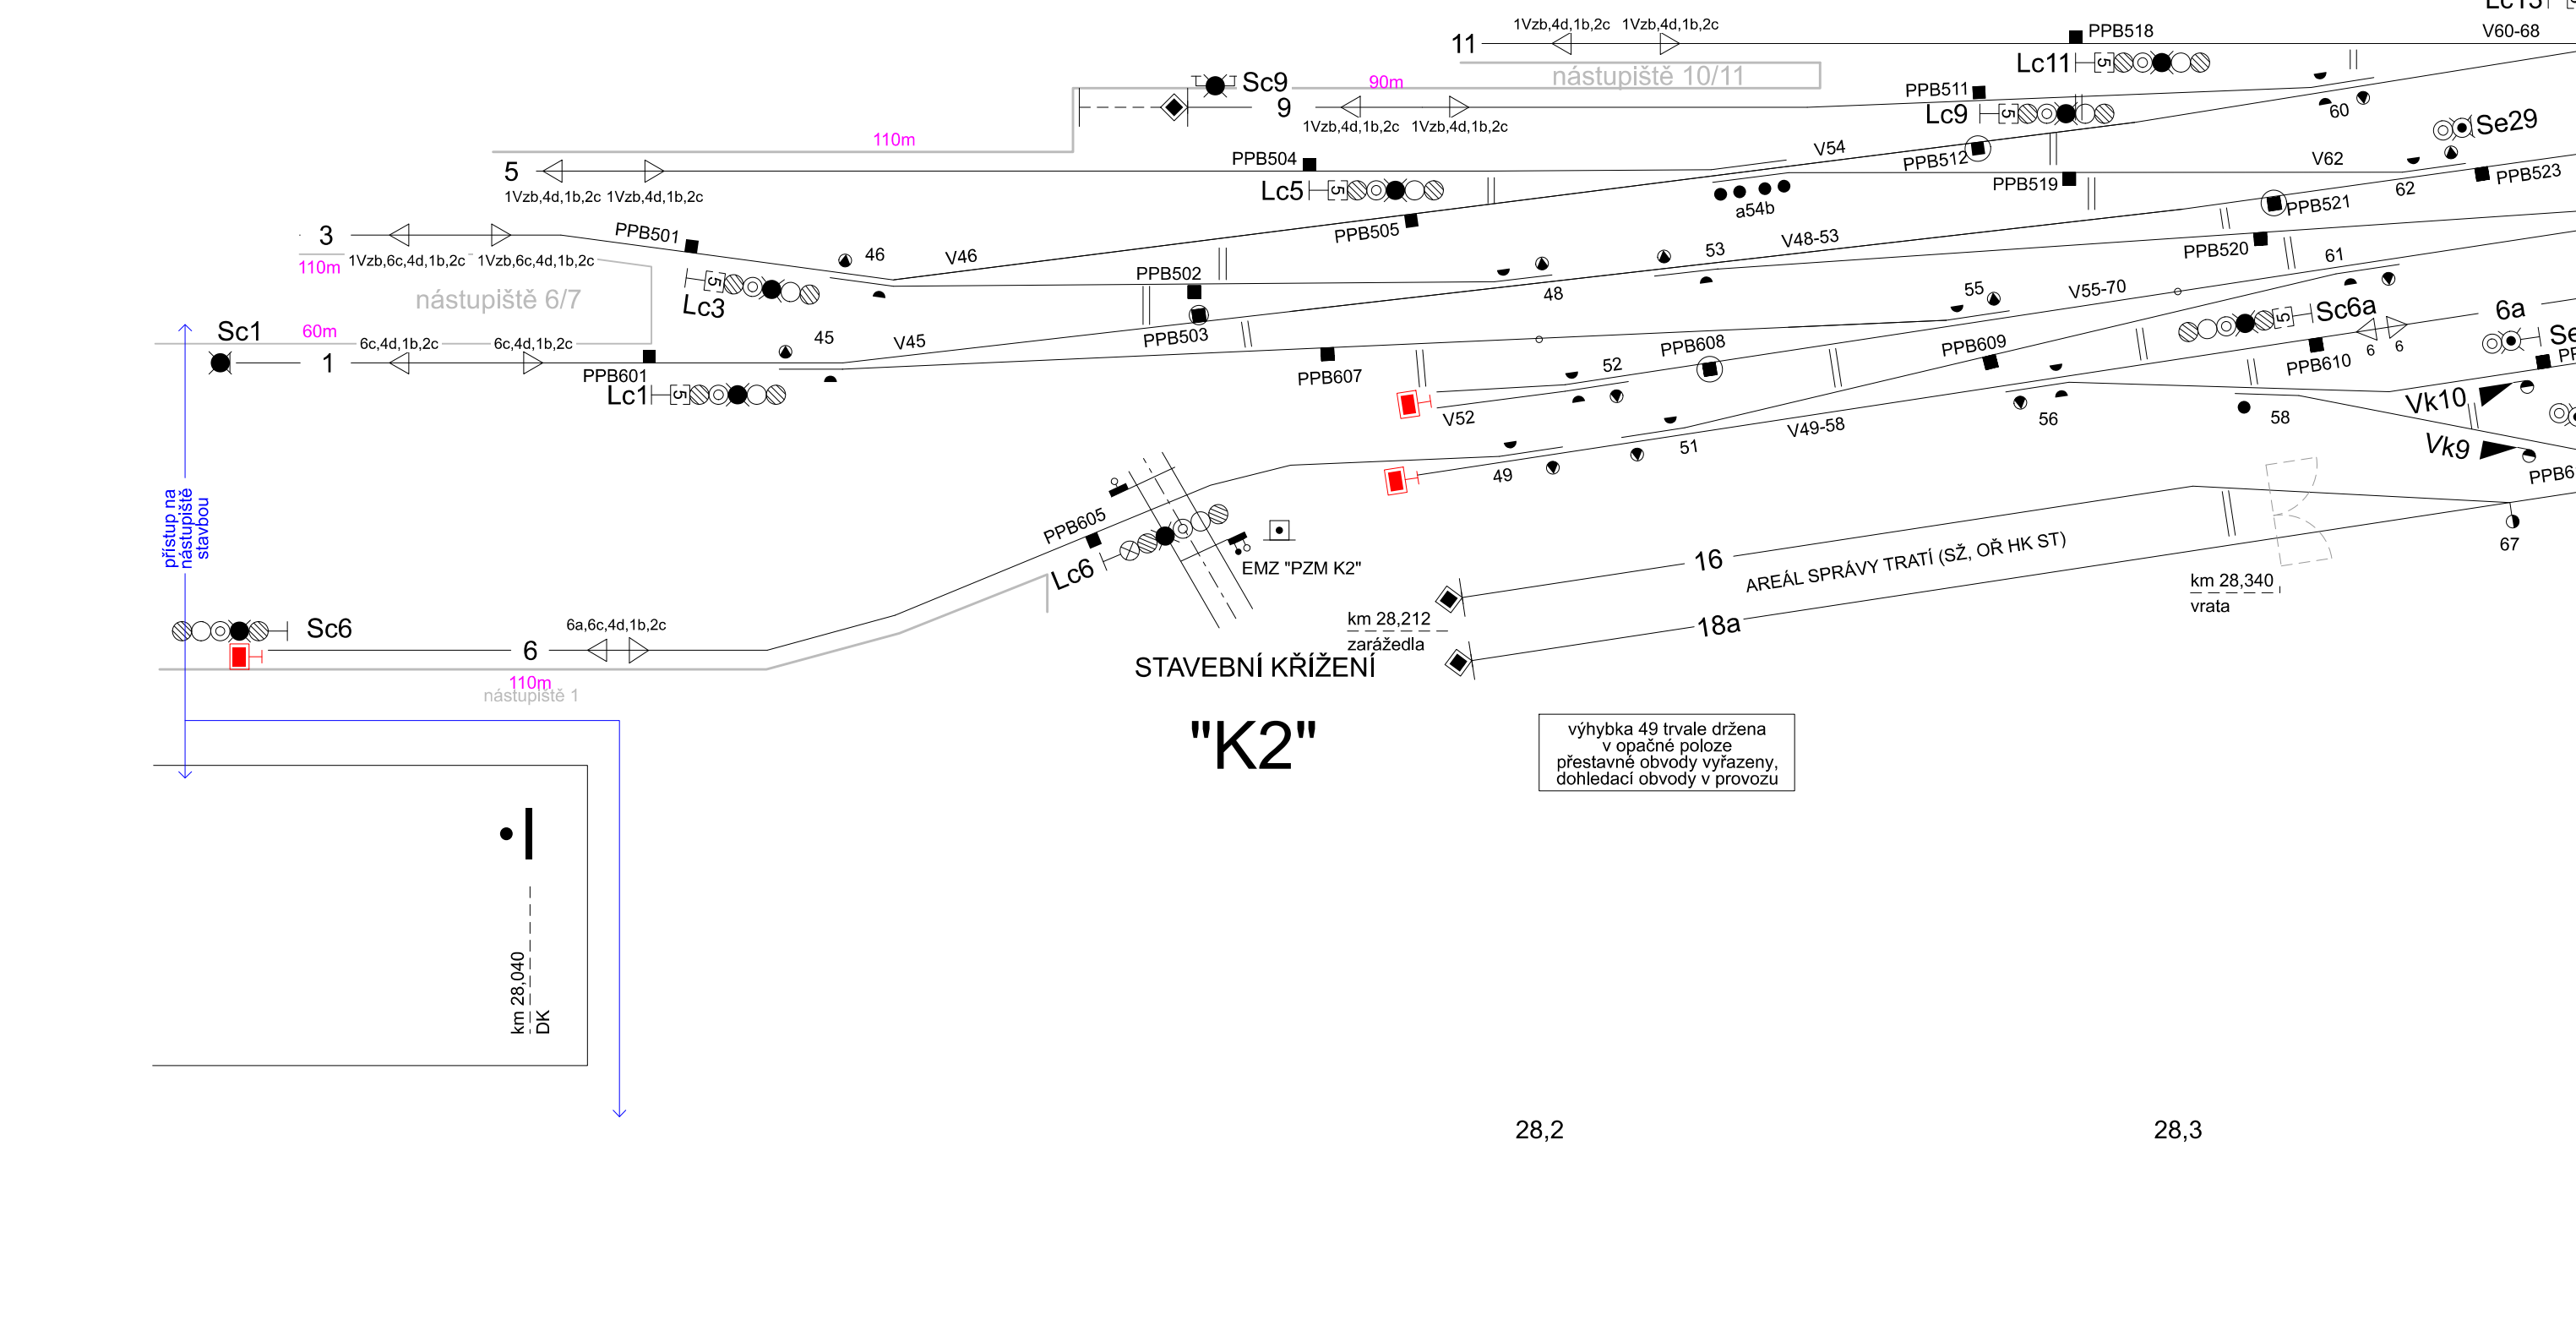 1Vzb,4d,1b,2c 1Vzb,4d,1b,2c
11
PPB518
V60-68
Lc11
5
nástupiště 10/11
Sc9
90m
9
1Vzb,4d,1b,2c 1Vzb,4d,1b,2c
PPB511
Lc9
5
60
Se29
110m
5
1Vzb,4d,1b,2c 1Vzb,4d,1b,2c
PPB504
Lc5
5
V54
PPB512
V62
PPB519
62
PPB523
a54b
PPB505
PPB521
3
110m
1Vzb,6c,4d,1b,2c 1Vzb,6c,4d,1b,2c
PPB501
46
V46
53
V48-53
PPB520
61
nástupiště 6/7
5
Lc3
PPB502
48
55
V55-70
PPB503
Sc1
60m
1
6c,4d,1b,2c 6c,4d,1b,2c
45
V45
PPB601
Lc1
5
PPB607
52
PPB608
PPB609
5
Sc6a
6 6
6a
PPB610
V52
Vk10
Vk9
56
58
V49-58
51
49
přístup na
nástupiště
stavbou
PPB605
Lc6
EMZ "PZM K2"
16
AREÁL SPRÁVY TRATÍ (SŽ, OŘ HK ST)
18a
67
km 28,340
vrata
km 28,212
zarážedla
Sc6
6
6a,6c,4d,1b,2c
110m
nástupiště 1
STAVEBNÍ KŘÍŽENÍ
"K2"
výhybka 49 trvale držena
v opačné poloze
přestavné obvody vyřazeny,
dohledací obvody v provozu
km 28,040
DK
28,2
28,3